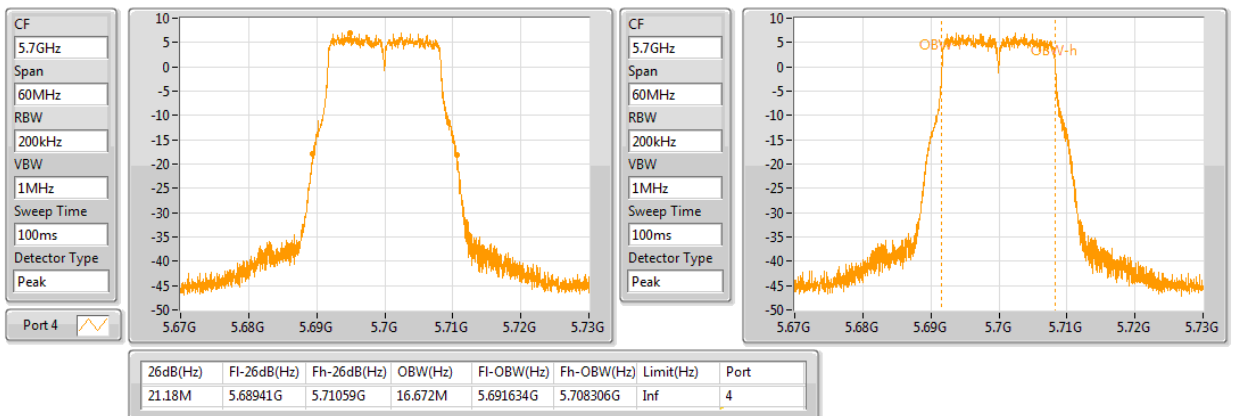 CF
5.7GHz
Span
60MHz
RBW
200kHz
VBW
1MHz
Sweep Time
100ms
Detector Type
Peak
Port 4
10
5
0
-5
-10
-15
-20
-25
-30
-35
-40
-45
-50
5.67G 5.68G 5.69G 5.7G 5.71G 5.72G 5.73G
CF
5.7GHz
Span
60MHz
RBW
200kHz
VBW
1MHz
Sweep Time
100ms
Detector Type
Peak
10
5
0
-5
-10
-15
-20
-25
-30
-35
-40
-45
-50
OBW-h
5.67G 5.68G 5.69G 5.7G 5.71G 5.72G 5.73G
26dB(Hz) Fl-26dB(Hz) Fh-26dB(Hz) OBW(Hz) Fl-OBW(Hz) Fh-OBW(Hz) Limit(Hz) Port
21.18M 5.68941G 5.71059G 16.672M 5.691634G 5.708306G Inf 4